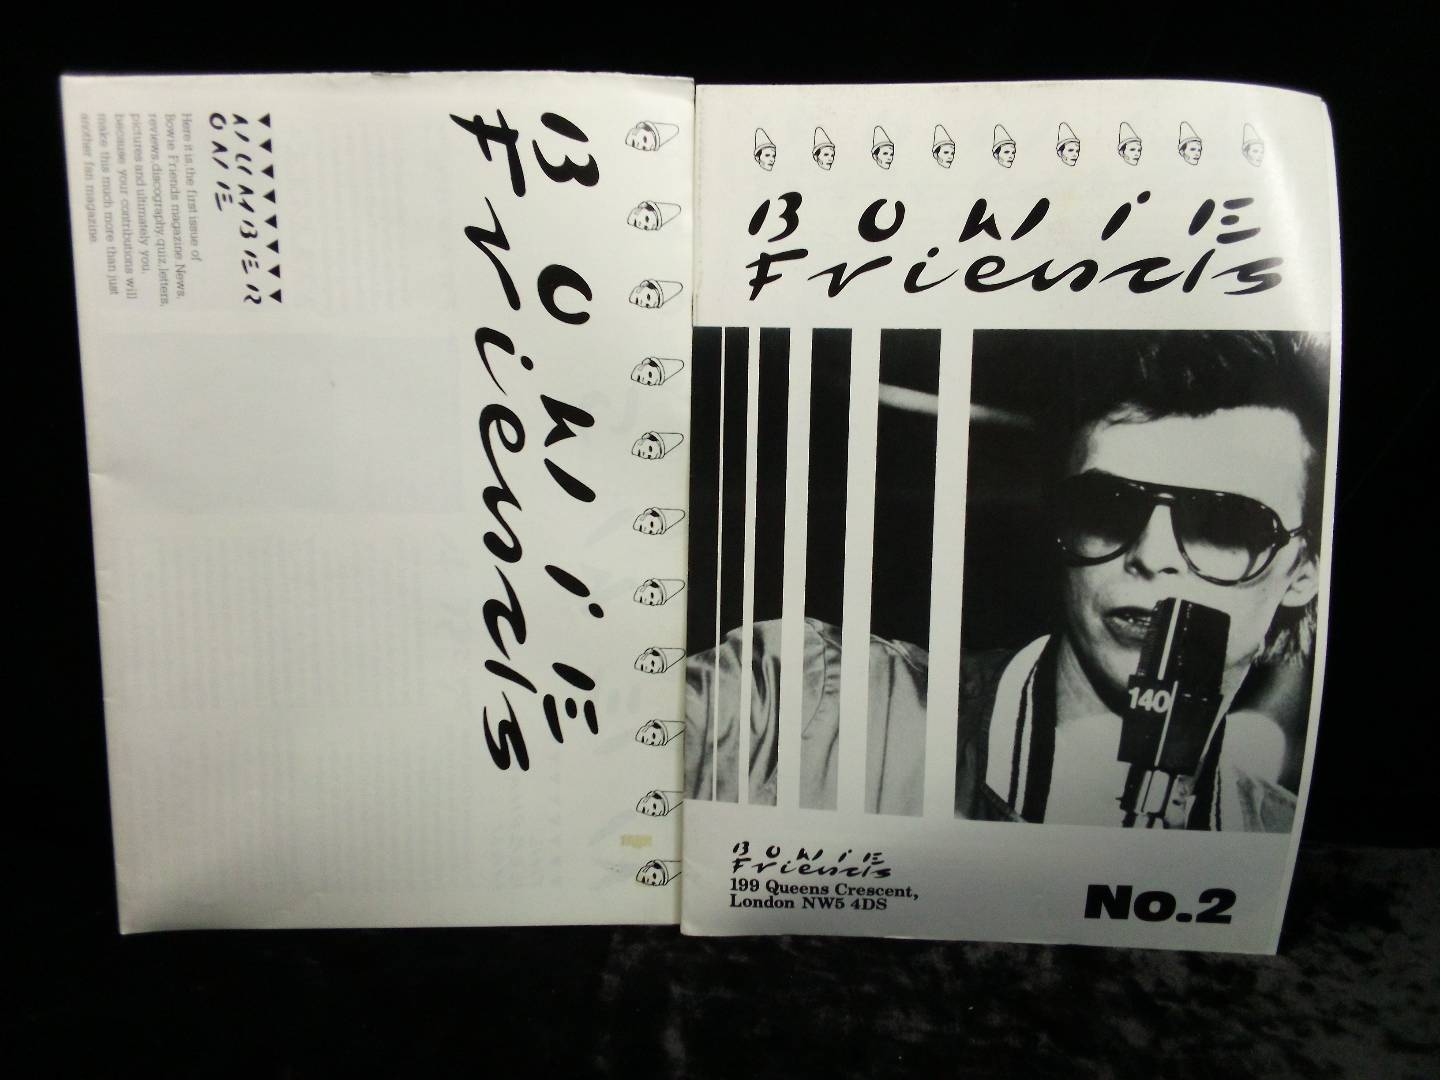 BOWIE
Friends
NUMBER
ONE
Here it is, the first issue of
Bowie Friends magazine. News,
reviews, discography, quiz, letters,
pictures and ultimately you,
because your contributions will
make this much more than just
another fan magazine.
BOWIE
Friends
140
BOWIE
Friends
199 Queens Crescent,
London NW5 4DS
No.2